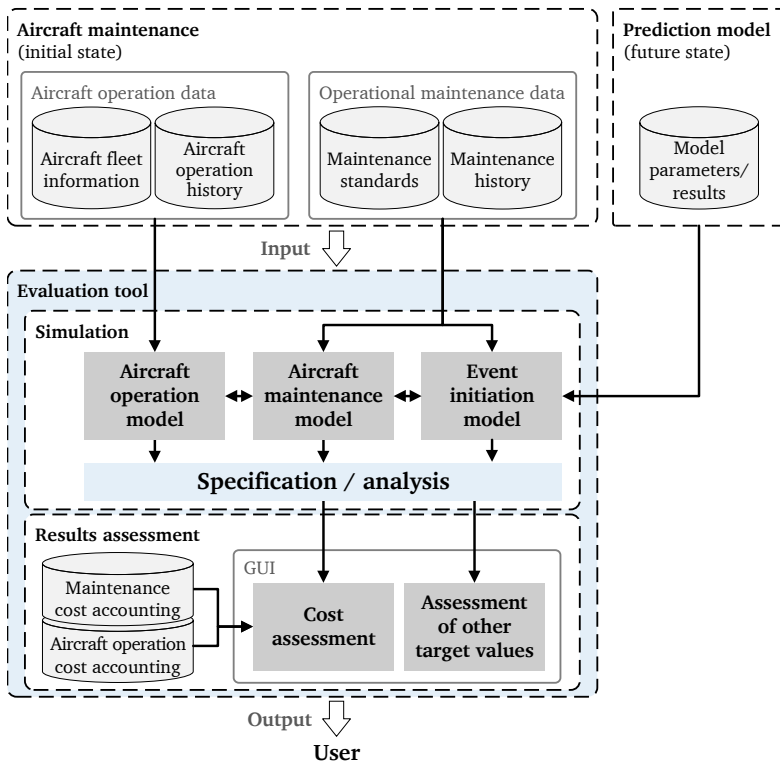 Aircraft maintenance
(initial state)
Aircraft operation data
Aircraft fleet
information
Aircraft
operation
history
Operational maintenance data
Maintenance
standards
Maintenance
history
Prediction model
(future state)
Model
parameters/
results
Input
Evaluation tool
Simulation
Aircraft
operation
model
Aircraft
maintenance
model
Event
initiation
model
Specification / analysis
Results assessment
Maintenance
cost accounting
Aircraft operation
cost accounting
GUI
Cost
assessment
Assessment
of other
target values
Output
User